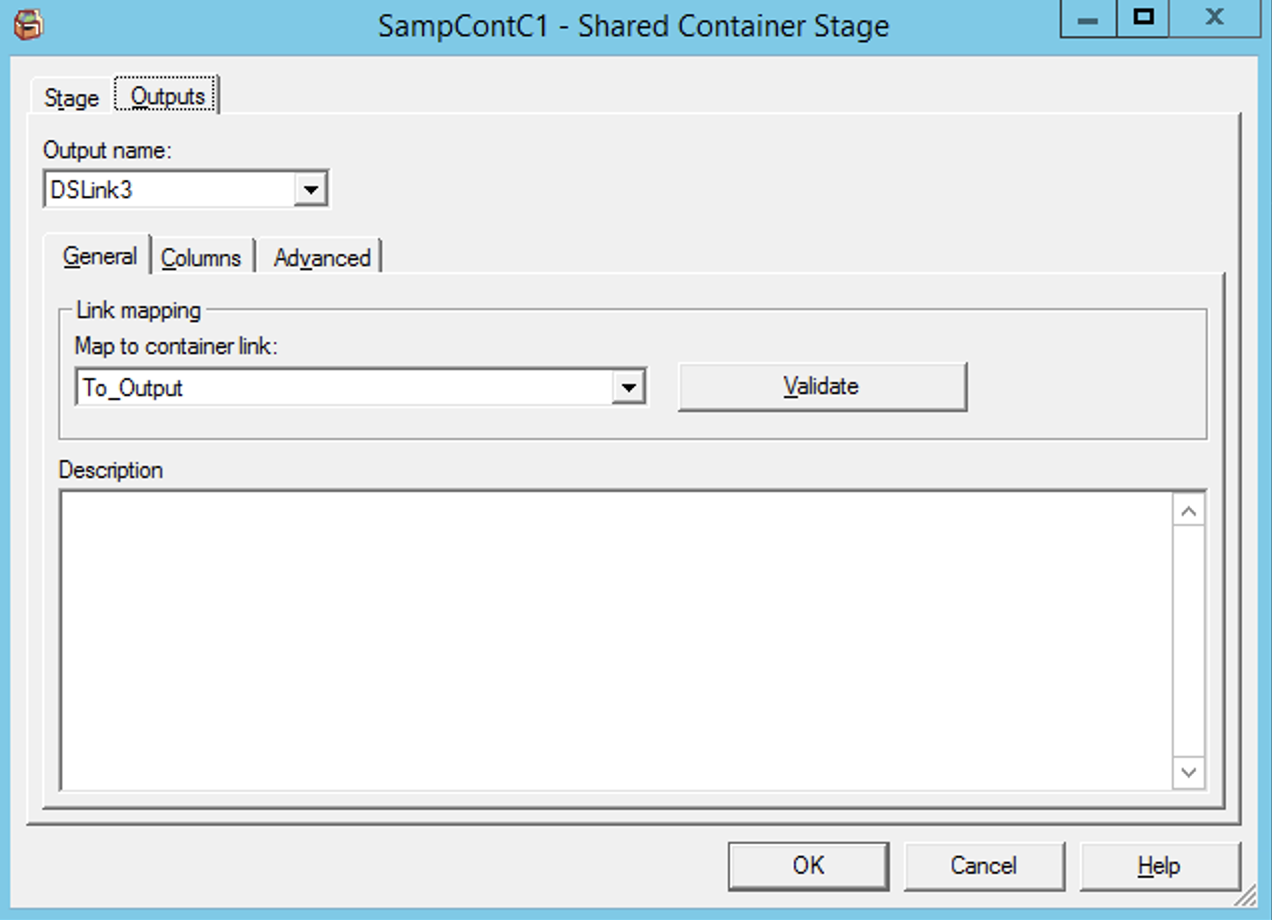 SampContC1 - Shared Container Stage
Stage
Outputs
Output name:
DSLink3
General
Columns
Advanced
Link mapping
Map to container link:
To_Output
Validate
Description
OK
Cancel
Help